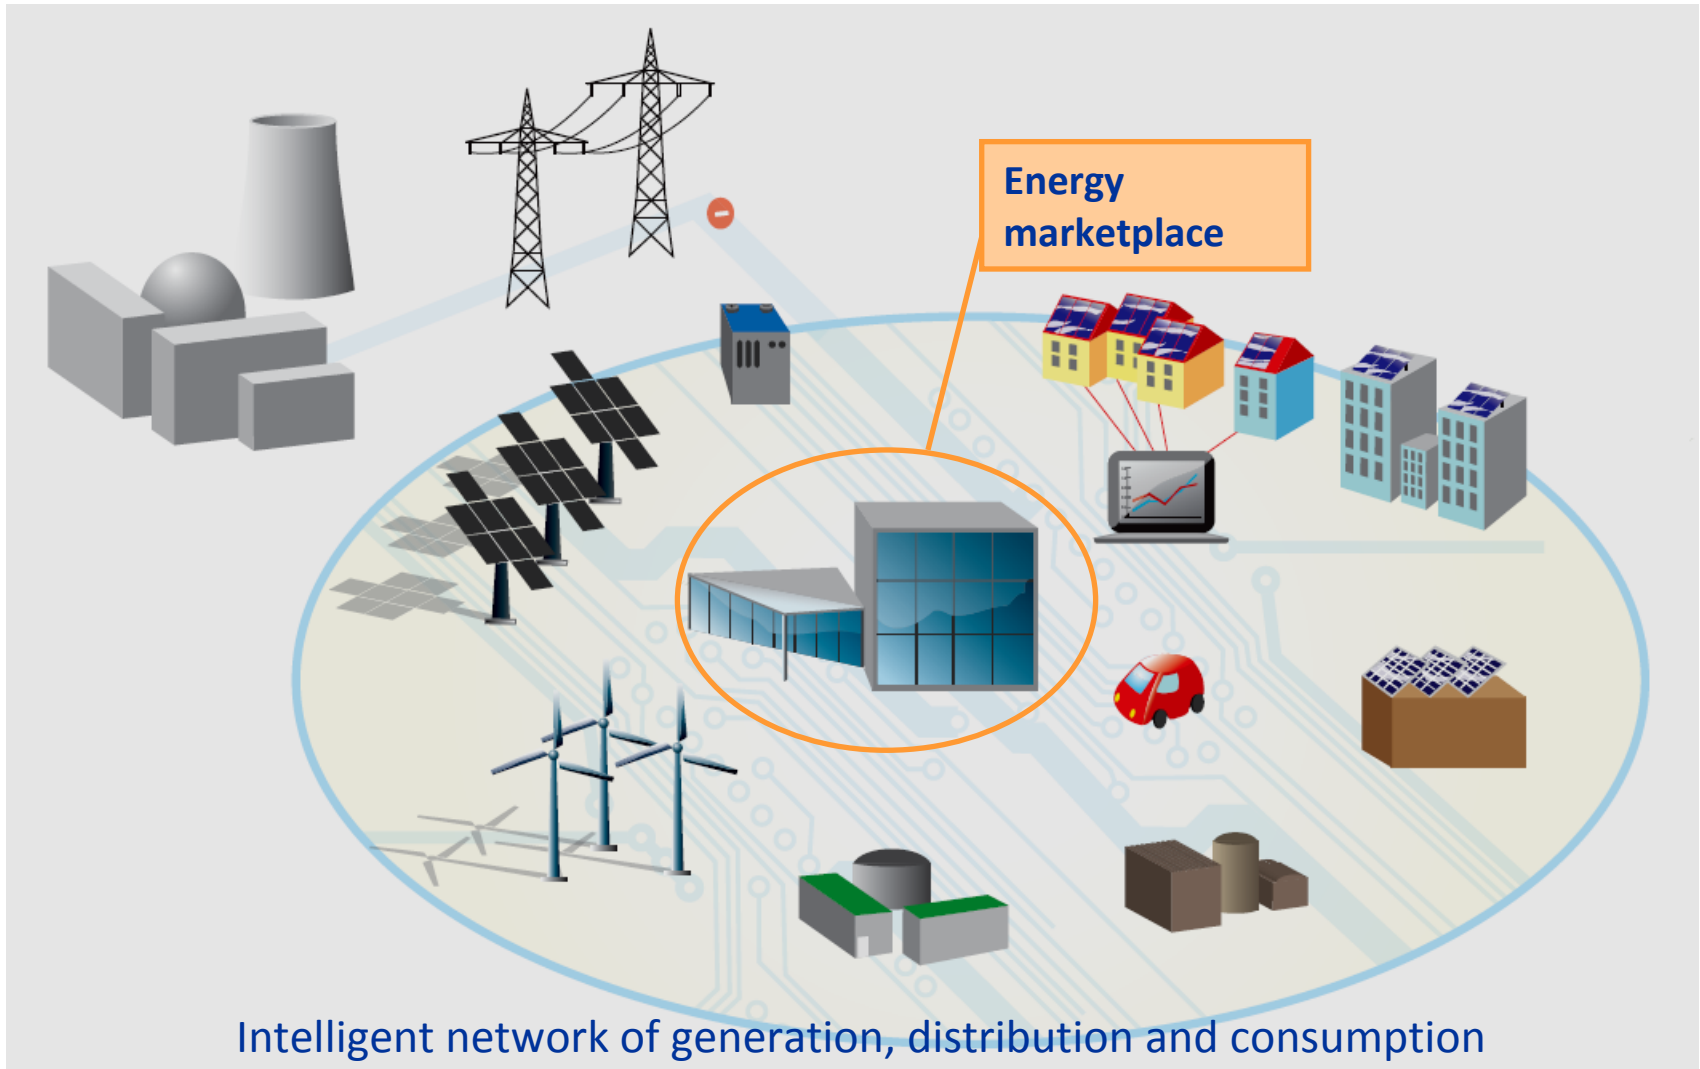 Energy
marketplace
Intelligent network of generation, distribution and consumption